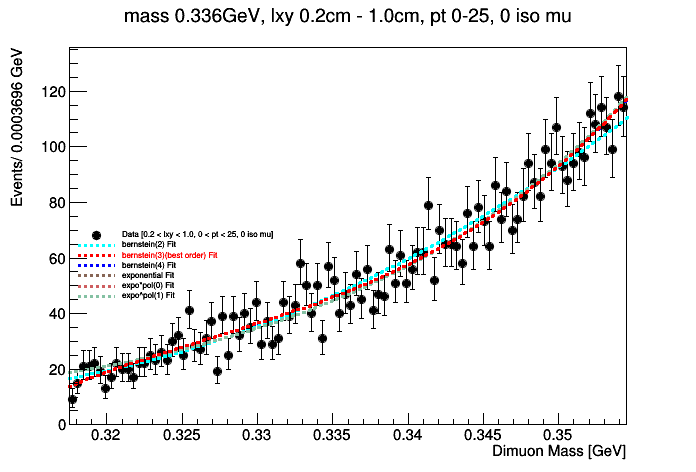 mass 0.336GeV, lxy 0.2cm - 1.0cm, pt 0-25, 0 iso mu
Events/ 0.0003696 GeV
120
100
80
60
40
20
0
Data [0.2 < lxy < 1.0, 0 < pt < 25, 0 iso mu]
bernstein(2) Fit
bernstein(3)(best order) Fit
bernstein(4) Fit
exponential Fit
expo*pol(0) Fit
expo*pol(1) Fit
0.32 0.325 0.33 0.335 0.34 0.345 0.35
Dimuon Mass [GeV]